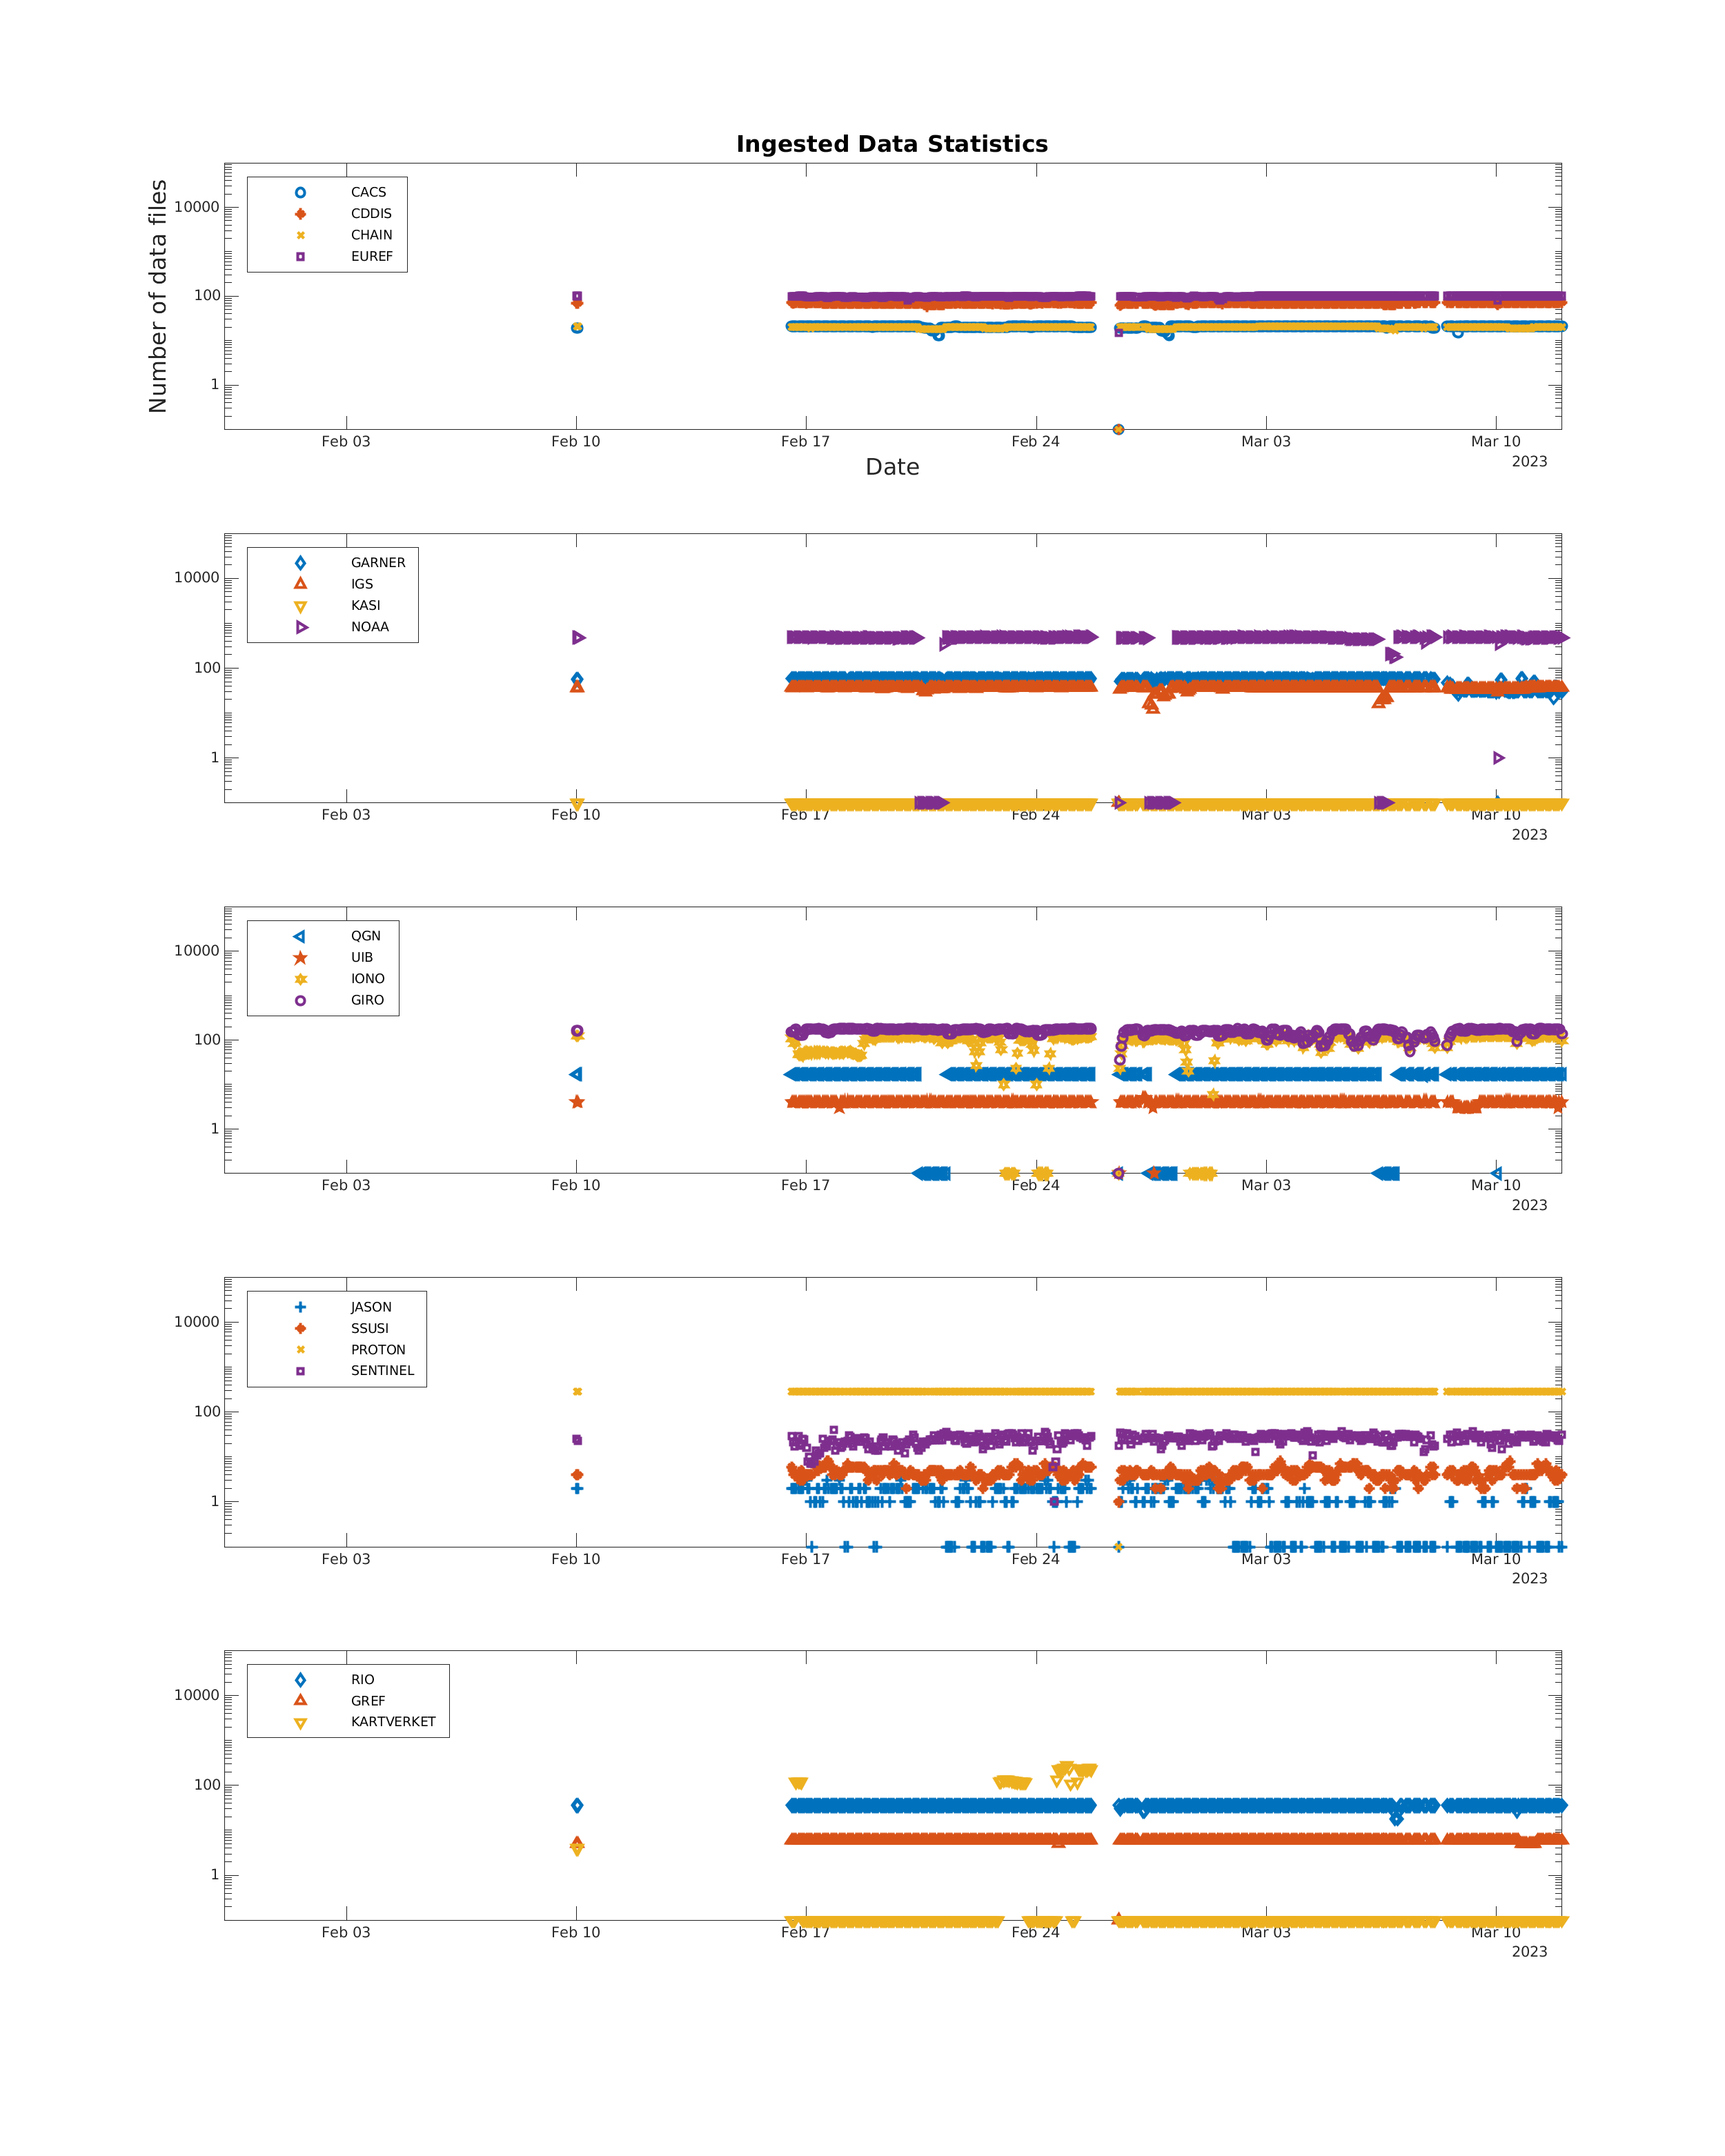 Ingested Data Statistics
Number of data files
CACS
CDDIS
CHAIN
EUREF
10000
100
1
Feb 03 Feb 10 Feb 17 Feb 24 Mar 03 Mar 10
2023
Date
GARNER
IGS
KASI
NOAA
10000
100
1
Feb 03 Feb 10 Feb 17 Feb 24 Mar 03 Mar 10
2023
QGN
UIB
IONO
GIRO
10000
100
1
Feb 03 Feb 10 Feb 17 Feb 24 Mar 03 Mar 10
2023
JASON
SSUSI
PROTON
SENTINEL
10000
100
1
Feb 03 Feb 10 Feb 17 Feb 24 Mar 03 Mar 10
2023
RIO
GREF
KARTVERKET
10000
100
1
Feb 03 Feb 10 Feb 17 Feb 24 Mar 03 Mar 10
2023